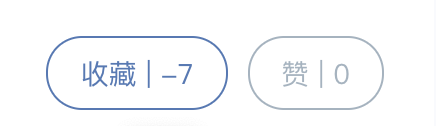 收藏 | –7 赞 | 0